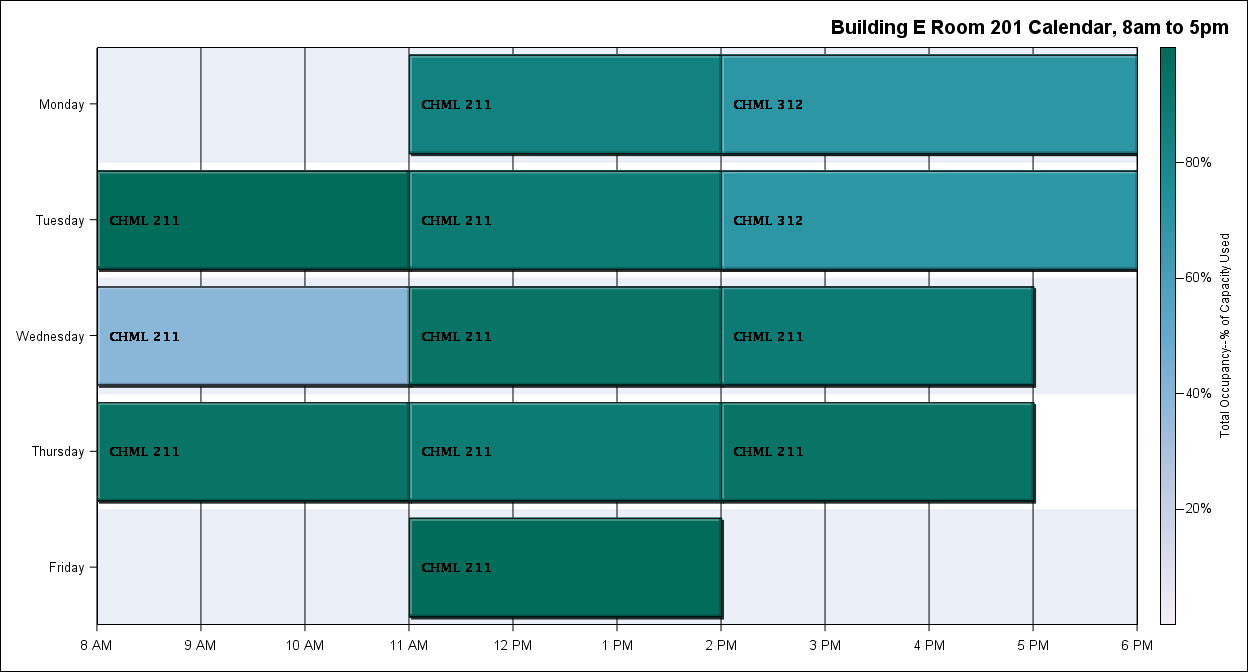 Building E Room 201 Calendar, 8am to 5pm
Monday
CHML 211
CHML 312
Tuesday
CHML 211
CHML 211
CHML 312
Wednesday
CHML 211
CHML 211
CHML 211
Thursday
CHML 211
CHML 211
CHML 211
Friday
CHML 211
8 AM
9 AM
10 AM
11 AM
12 PM
1 PM
2 PM
3 PM
4 PM
5 PM
6 PM
80%
60%
40%
20%
Total Occupancy--% of Capacity Used